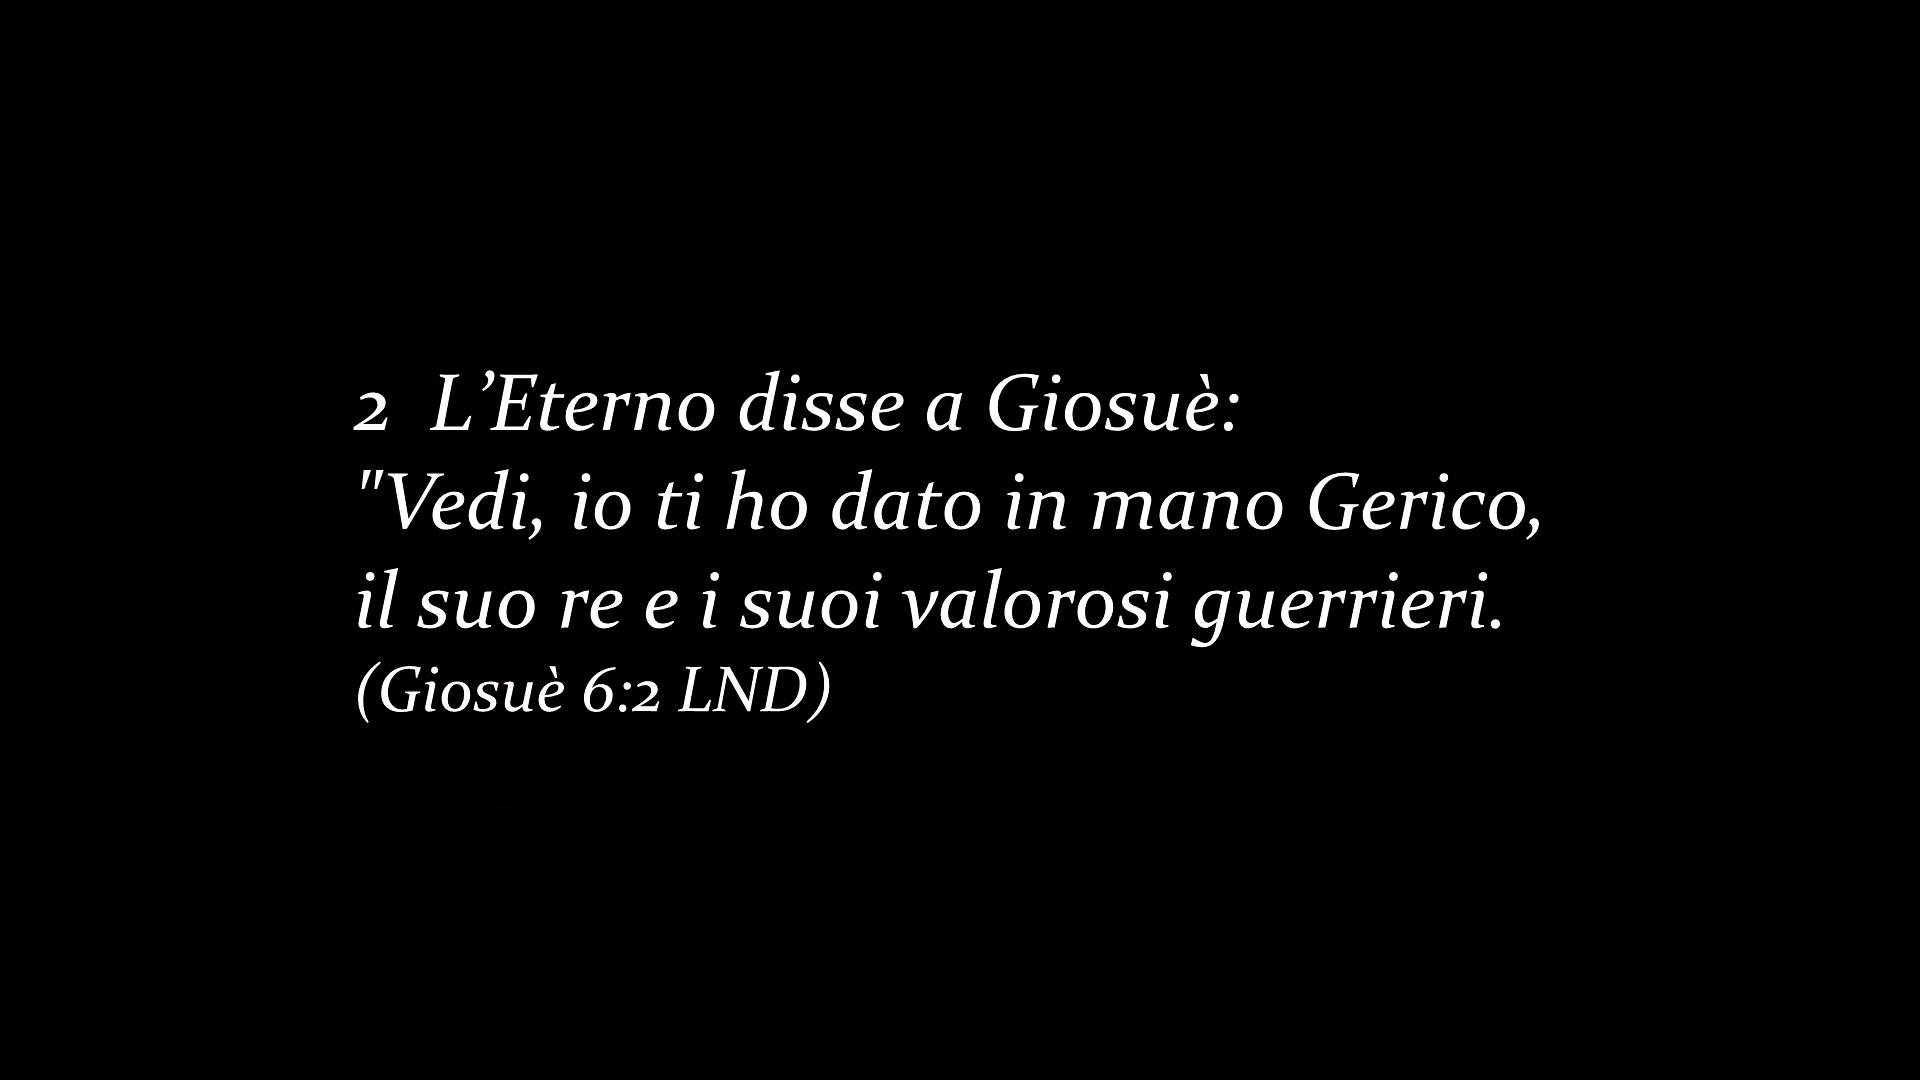 2  L’Eterno disse a Giosuè:
"Vedi, io ti ho dato in mano Gerico,
il suo re e i suoi valorosi guerrieri.
(Giosuè 6:2 LND)